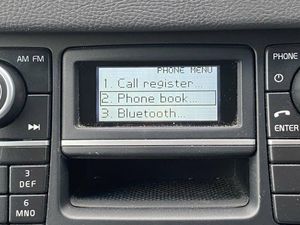 PHONE MENU
1. Call register...
2. Phone book...
3. Bluetooth...
AM FM
PHONE
ENTER
3
DEF
6
MNO